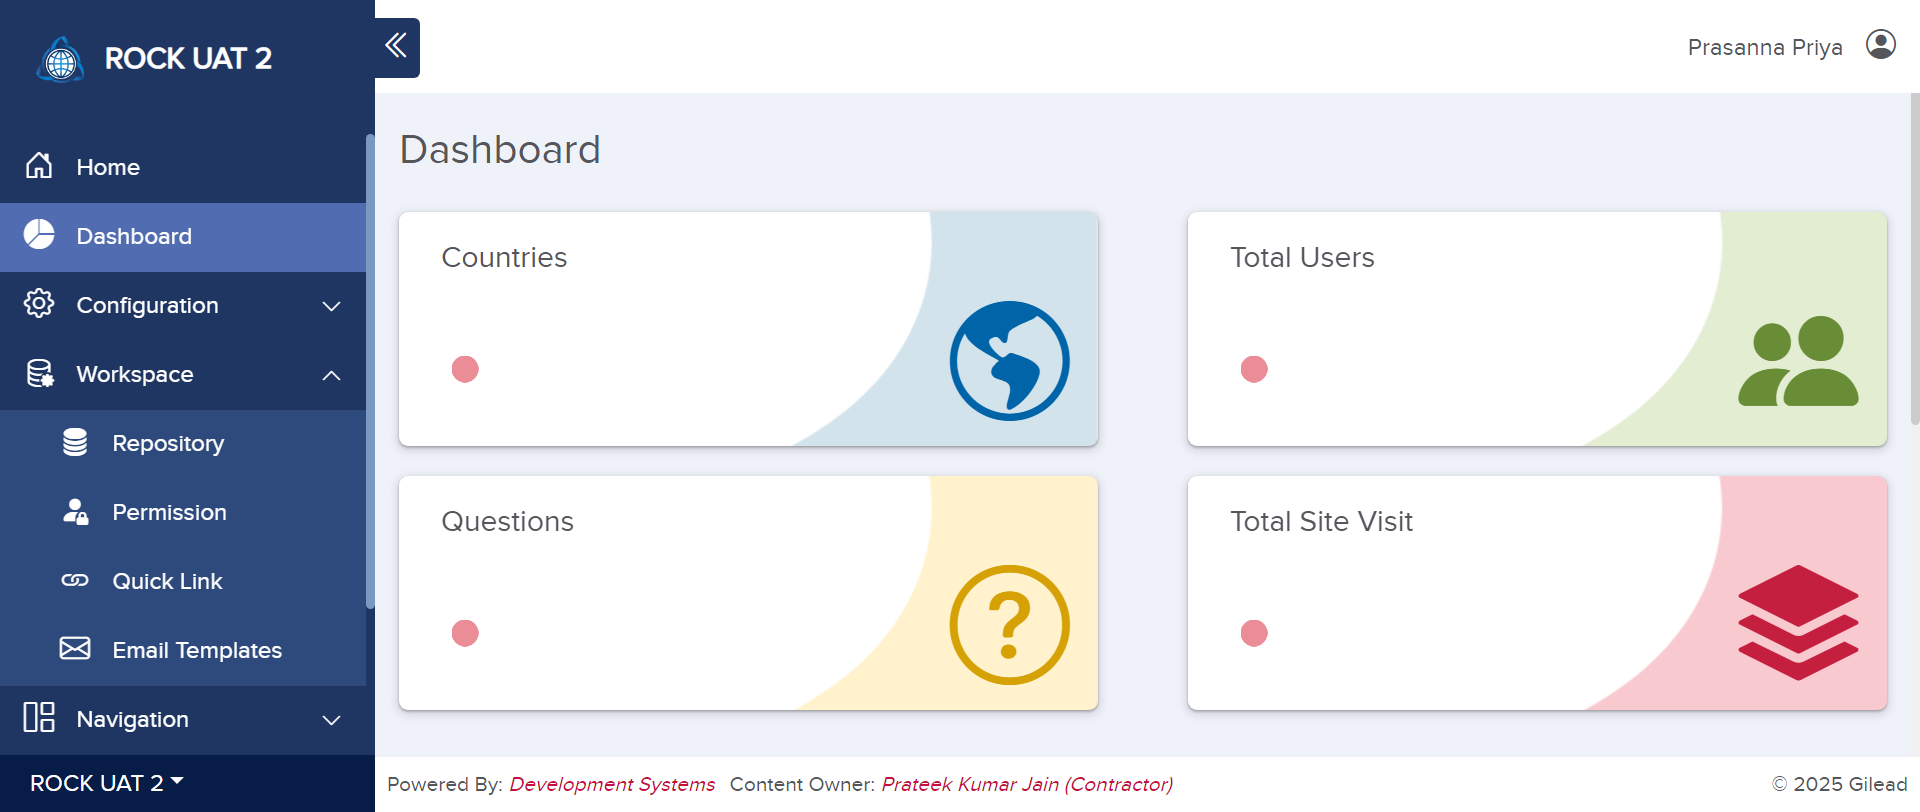 ROCK UAT 2
Prasanna Priya
Home
Dashboard
Configuration
Workspace
Repository
Permission
Quick Link
Email Templates
Navigation
ROCK UAT 2
Dashboard
Countries
Total Users
Questions
Total Site Visit
Powered By: Development Systems Content Owner: Prateek Kumar Jain (Contractor)
© 2025 Gilead